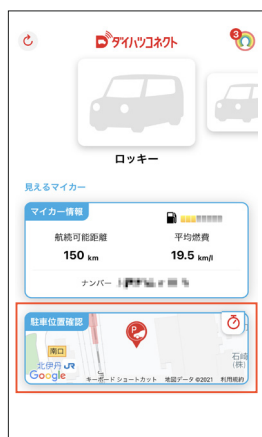 3
ダイハツコネクト
ロッキー
見えるマイカー
マイカー情報
航続可能距離
平均燃費
150 km
19.5 km/l
ナンバー
駐車位置確認
南口
北伊丹 JR
石崎
(株)
Google
キーボード ショートカット
地図データ ©2021
利用規約